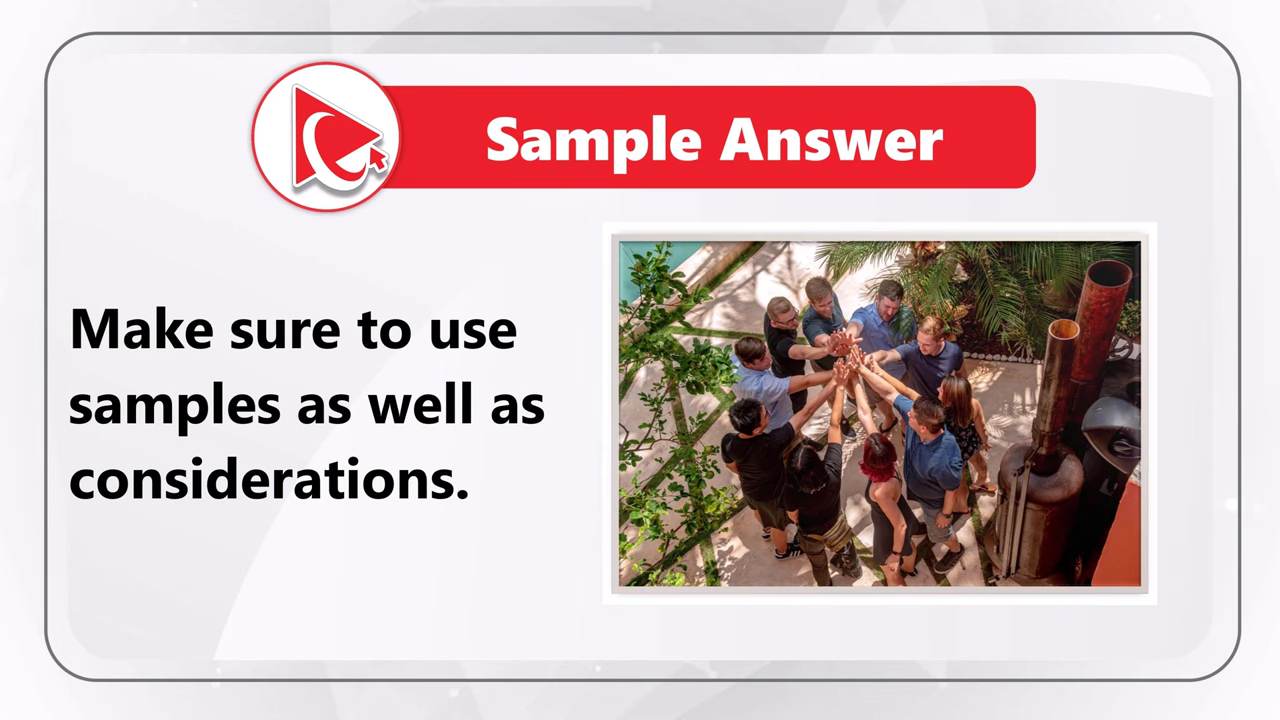 Sample Answer
Make sure to use
samples as well as
considerations.